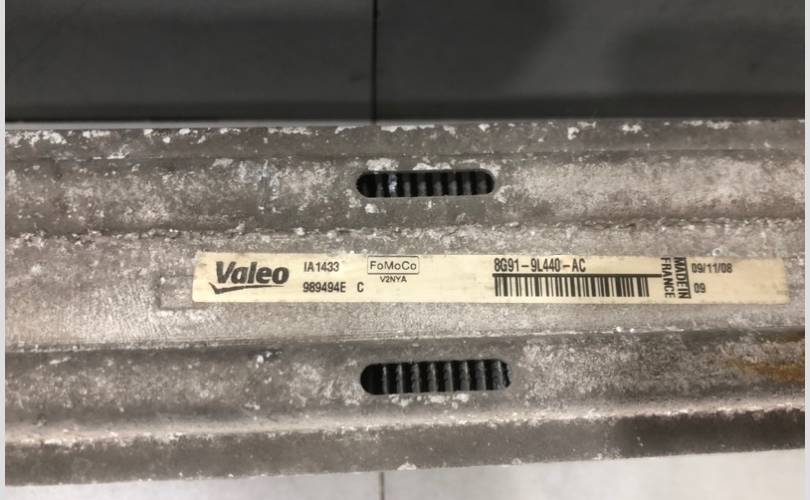 Valeo
IA1433
989494E C
FoMoCo
V2NYA
8G91-9L440-AC
MADE IN
FRANCE
09/11/08
09